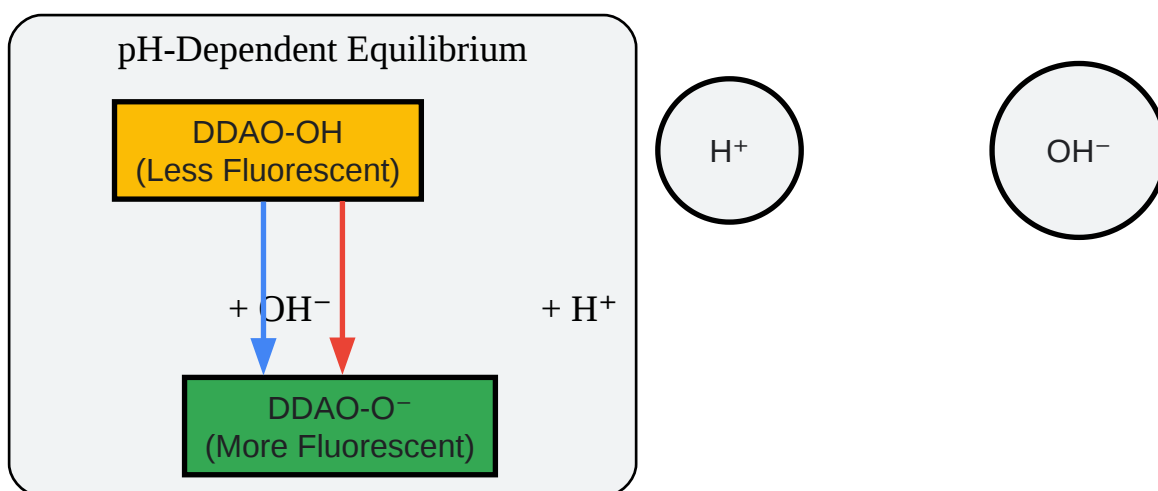 pH-Dependent Equilibrium
DDAO-OH
(Less Fluorescent)
H⁺
OH⁻
+ OH⁻
+ H⁺
DDAO-O⁻
(More Fluorescent)